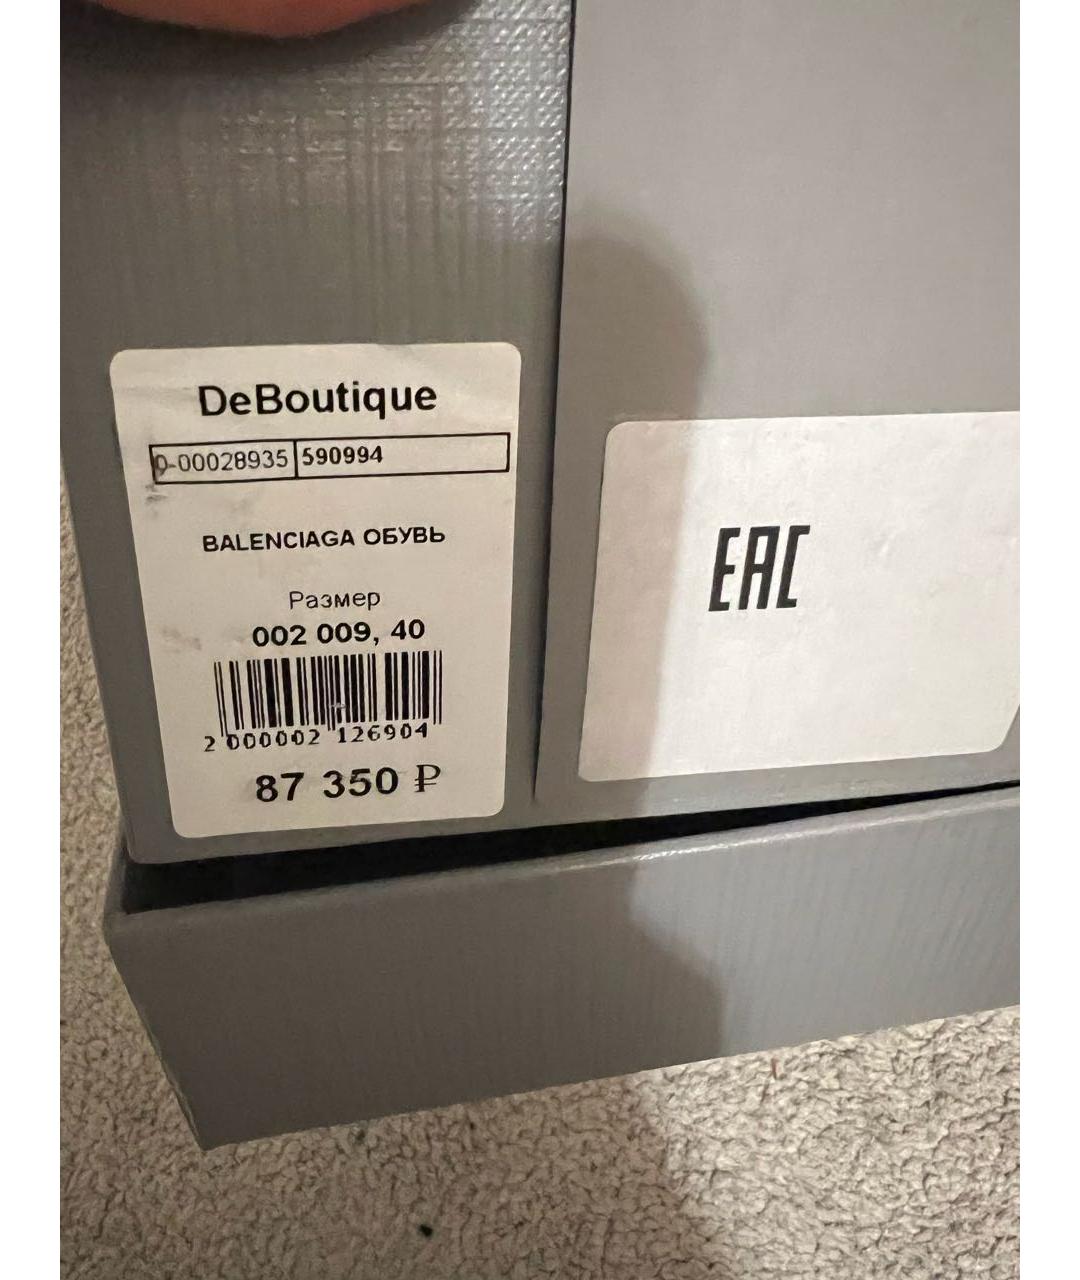 DeBoutique
0-00028935 590994
BALENCIAGA ОБУВЬ
Размер
002 009, 40
2 000002 126904
87 350 ₽
EAC